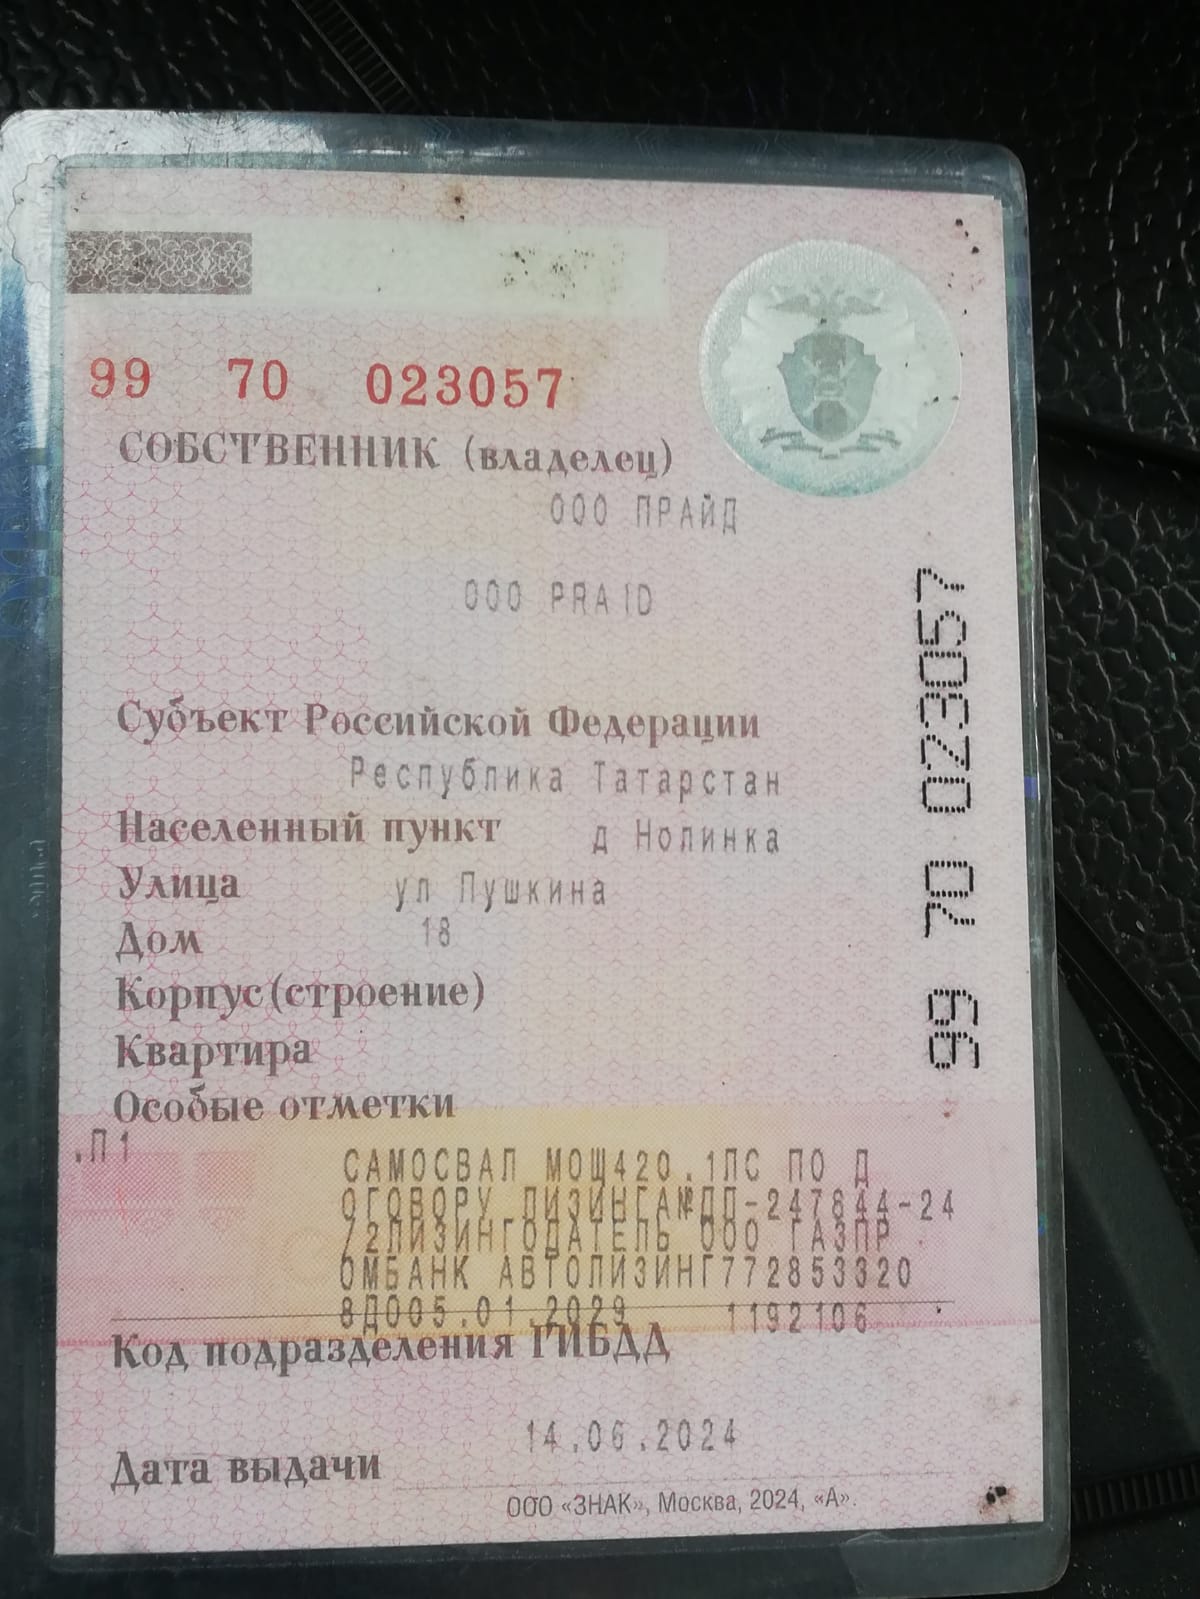 99 70 023057
СОБСТВЕННИК (владелец)
ООО ПРАЙД
OOO PRAID
Субъект Российской Федерации
Республика Татарстан
Населенный пункт д Нолинка
Улица ул Пушкина
Дом 18
Корпус(строение)
Квартира
Особые отметки
.П1
САМОСВАЛ МОЩ420.1ЛС ПО Д
ОГОВОРУ ЛИЗИНГА№ДЛ-247844-24
/2ЛИЗИНГОДАТЕЛЬ ООО ГАЗПР
ОМБАНК АВТОЛИЗИНГ772853320
8ДО05.01.2029
1192106
Код подразделения ГИБДД
14.06.2024
Дата выдачи
ООО «ЗНАК», Москва, 2024, «А».
99 70 023057